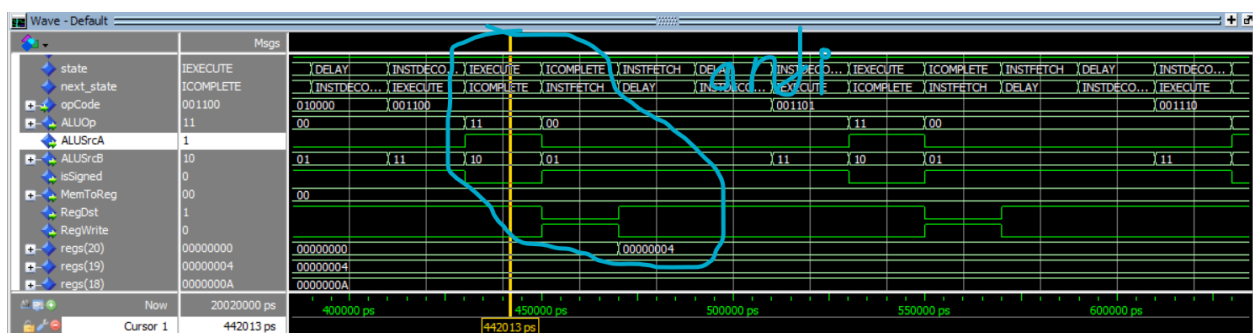 Wave - Default
Msgs
state IEXECUTE DELAY INSTDECO... IEXECUTE ICOMPLETE INSTFETCH DELAY INSTDECO... IEXECUTE ICOMPLETE INSTFETCH DELAY INSTDECO...
next_state ICOMPLETE INSTDECO... IEXECUTE ICOMPLETE INSTFETCH DELAY INSTDECO... IEXECUTE ICOMPLETE INSTFETCH DELAY INSTDECO... IEXECUTE
opCode 001100 010000 001100 001101 001110
ALUOp 11 00 11 00 11 00
ALUSrcA 1
ALUSrcB 10 01 11 10 01 11 10 01 11
isSigned 0
MemToReg 00 00
RegDst 1
RegWrite 0
regs(20) 00000000 00000000 00000004
regs(19) 00000004 00000004
regs(18) 0000000A 0000000A
Now 20020000 ps 400000 ps 450000 ps 500000 ps 550000 ps 600000 ps
Cursor 1 442013 ps 442013 ps